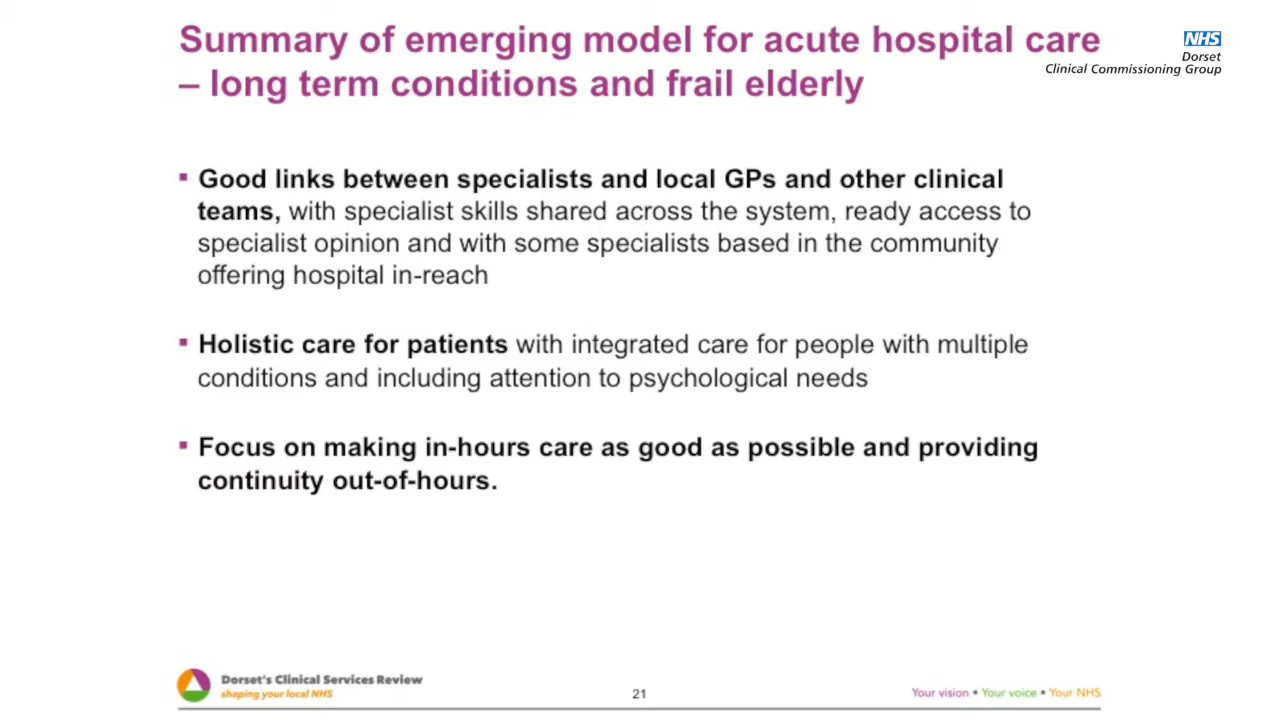 Summary of emerging model for acute hospital care
– long term conditions and frail elderly
NHS
Dorset
Clinical Commissioning Group
▪ Good links between specialists and local GPs and other clinical
teams, with specialist skills shared across the system, ready access to
specialist opinion and with some specialists based in the community
offering hospital in-reach
▪ Holistic care for patients with integrated care for people with multiple
conditions and including attention to psychological needs
▪ Focus on making in-hours care as good as possible and providing
continuity out-of-hours.
Dorset's Clinical Services Review
shaping your local NHS
21
Your vision • Your voice • Your NHS